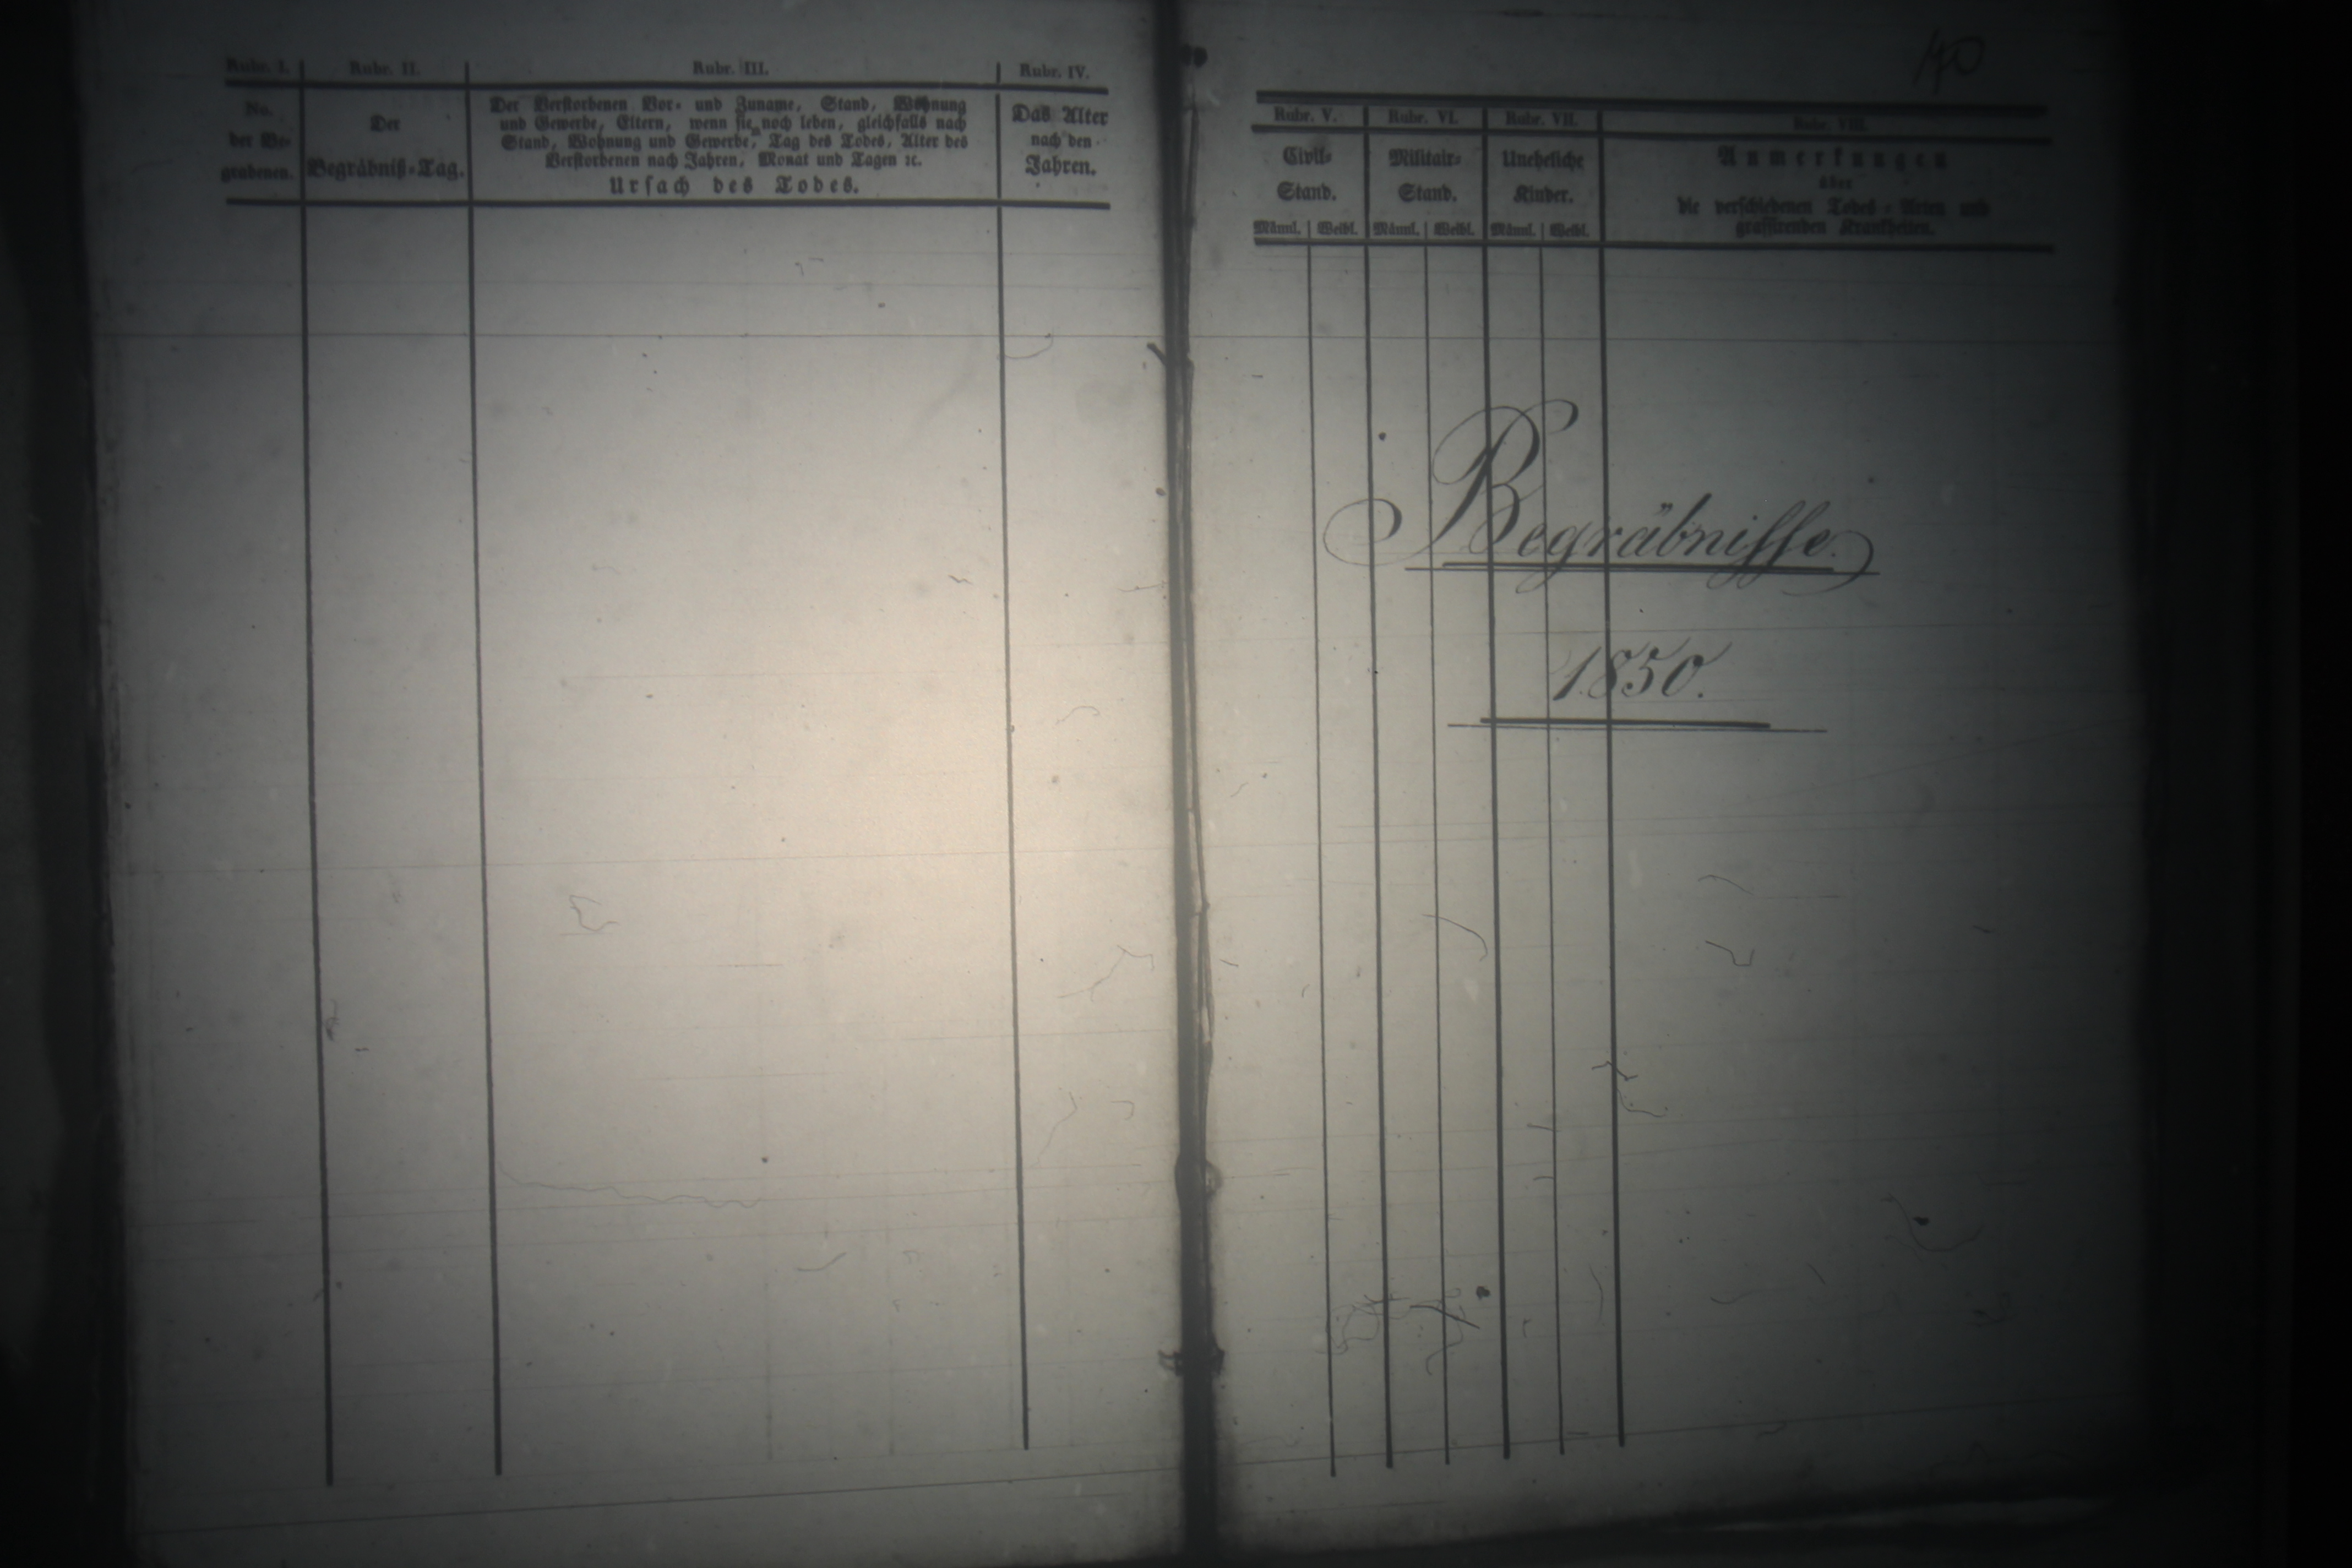 Rubr. I.
No.
der Be-
grabenen.
Rubr. II.
Der
Begräbniß-Tag.
Rubr. III.
Der Verstorbenen Vor- und Zuname, Stand, Wohnung
und Gewerbe, Eltern, wenn sie noch leben, gleichfalls nach
Stand, Wohnung und Gewerbe, Tag des Todes, Alter des
Verstorbenen nach Jahren, Monat und Tagen ꝛc.
Ursach des Todes.
Rubr. IV.
Das Alter
nach den
Jahren.
Rubr. V.
Civil-
Stand.
Männl. Weibl.
Rubr. VI.
Militair-
Stand.
Männl. Weibl.
Rubr. VII.
Uneheliche
Kinder.
Männl. Weibl.
Rubr. VIII.
Anmerkungen
über
die verschiedenen Todes-Arten und
grassirenden Krankheiten.
Begräbnisse.
1850.